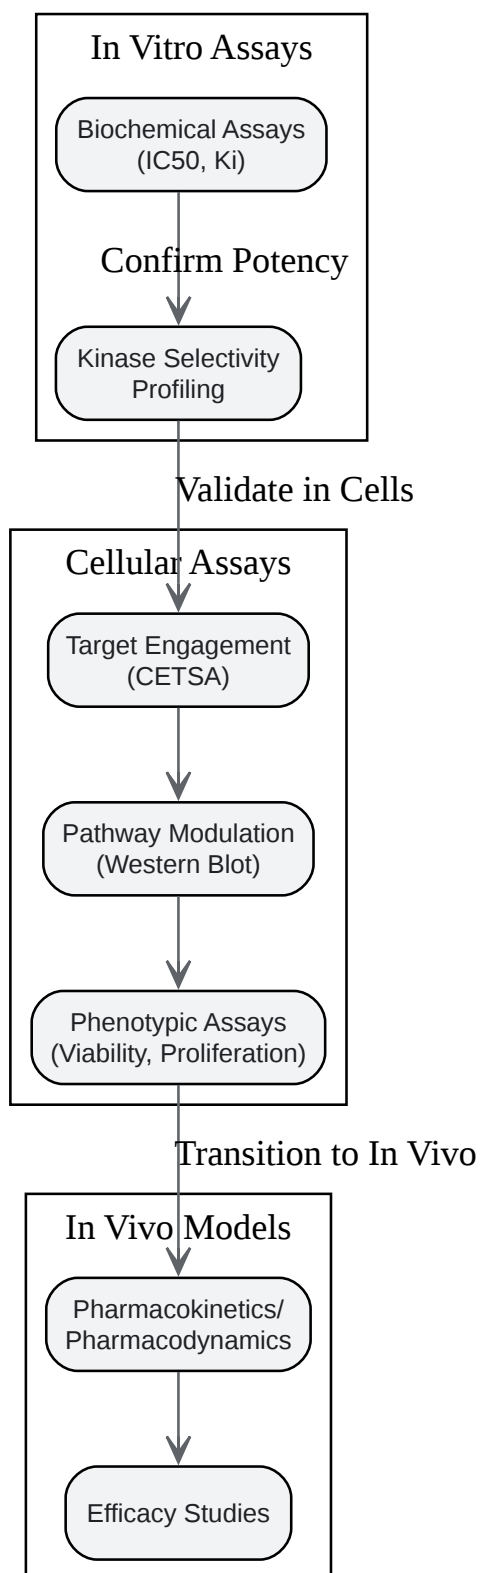 In Vitro Assays
Biochemical Assays
(IC50, Ki)
Confirm Potency
Kinase Selectivity
Profiling
Validate in Cells
Cellular Assays
Target Engagement
(CETSA)
Pathway Modulation
(Western Blot)
Phenotypic Assays
(Viability, Proliferation)
Transition to In Vivo
In Vivo Models
Pharmacokinetics/
Pharmacodynamics
Efficacy Studies